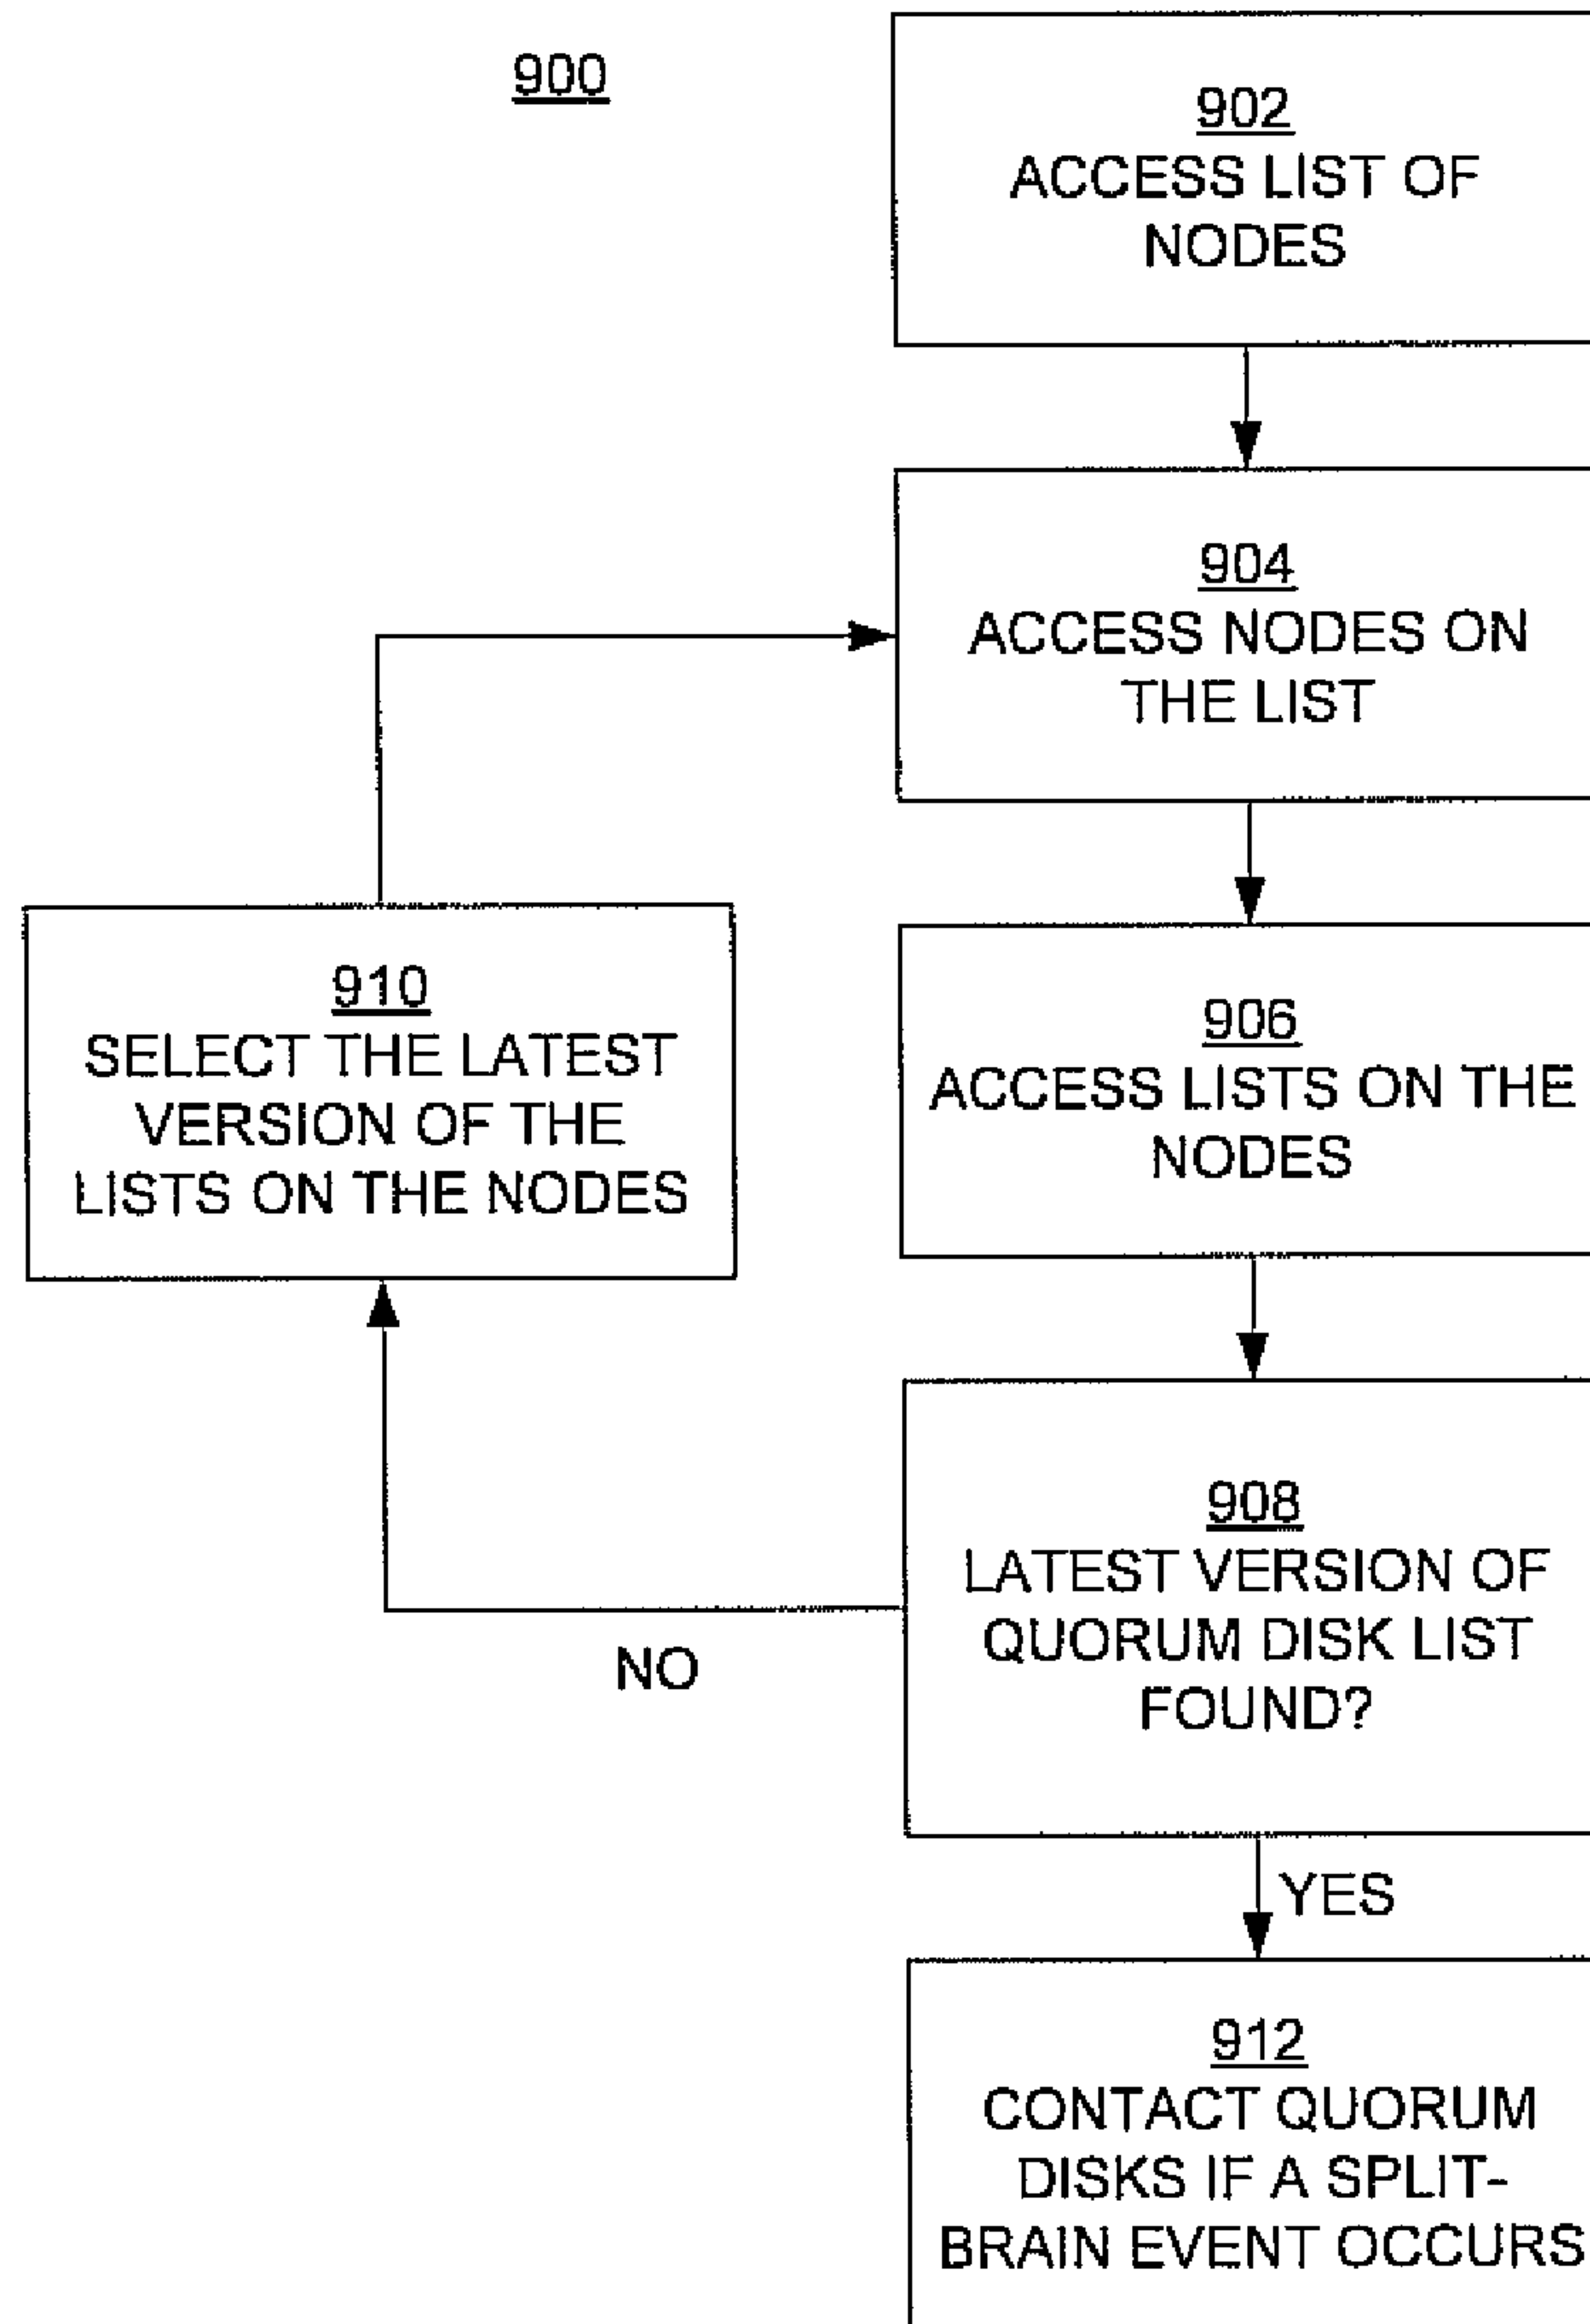 900
902
ACCESS LIST OF
NODES
904
ACCESS NODES ON
THE LIST
910
SELECT THE LATEST
VERSION OF THE
LISTS ON THE NODES
906
ACCESS LISTS ON THE
NODES
908
LATEST VERSION OF
QUORUM DISK LIST
FOUND?
NO
YES
912
CONTACT QUORUM
DISKS IF A SPLIT-
BRAIN EVENT OCCURS